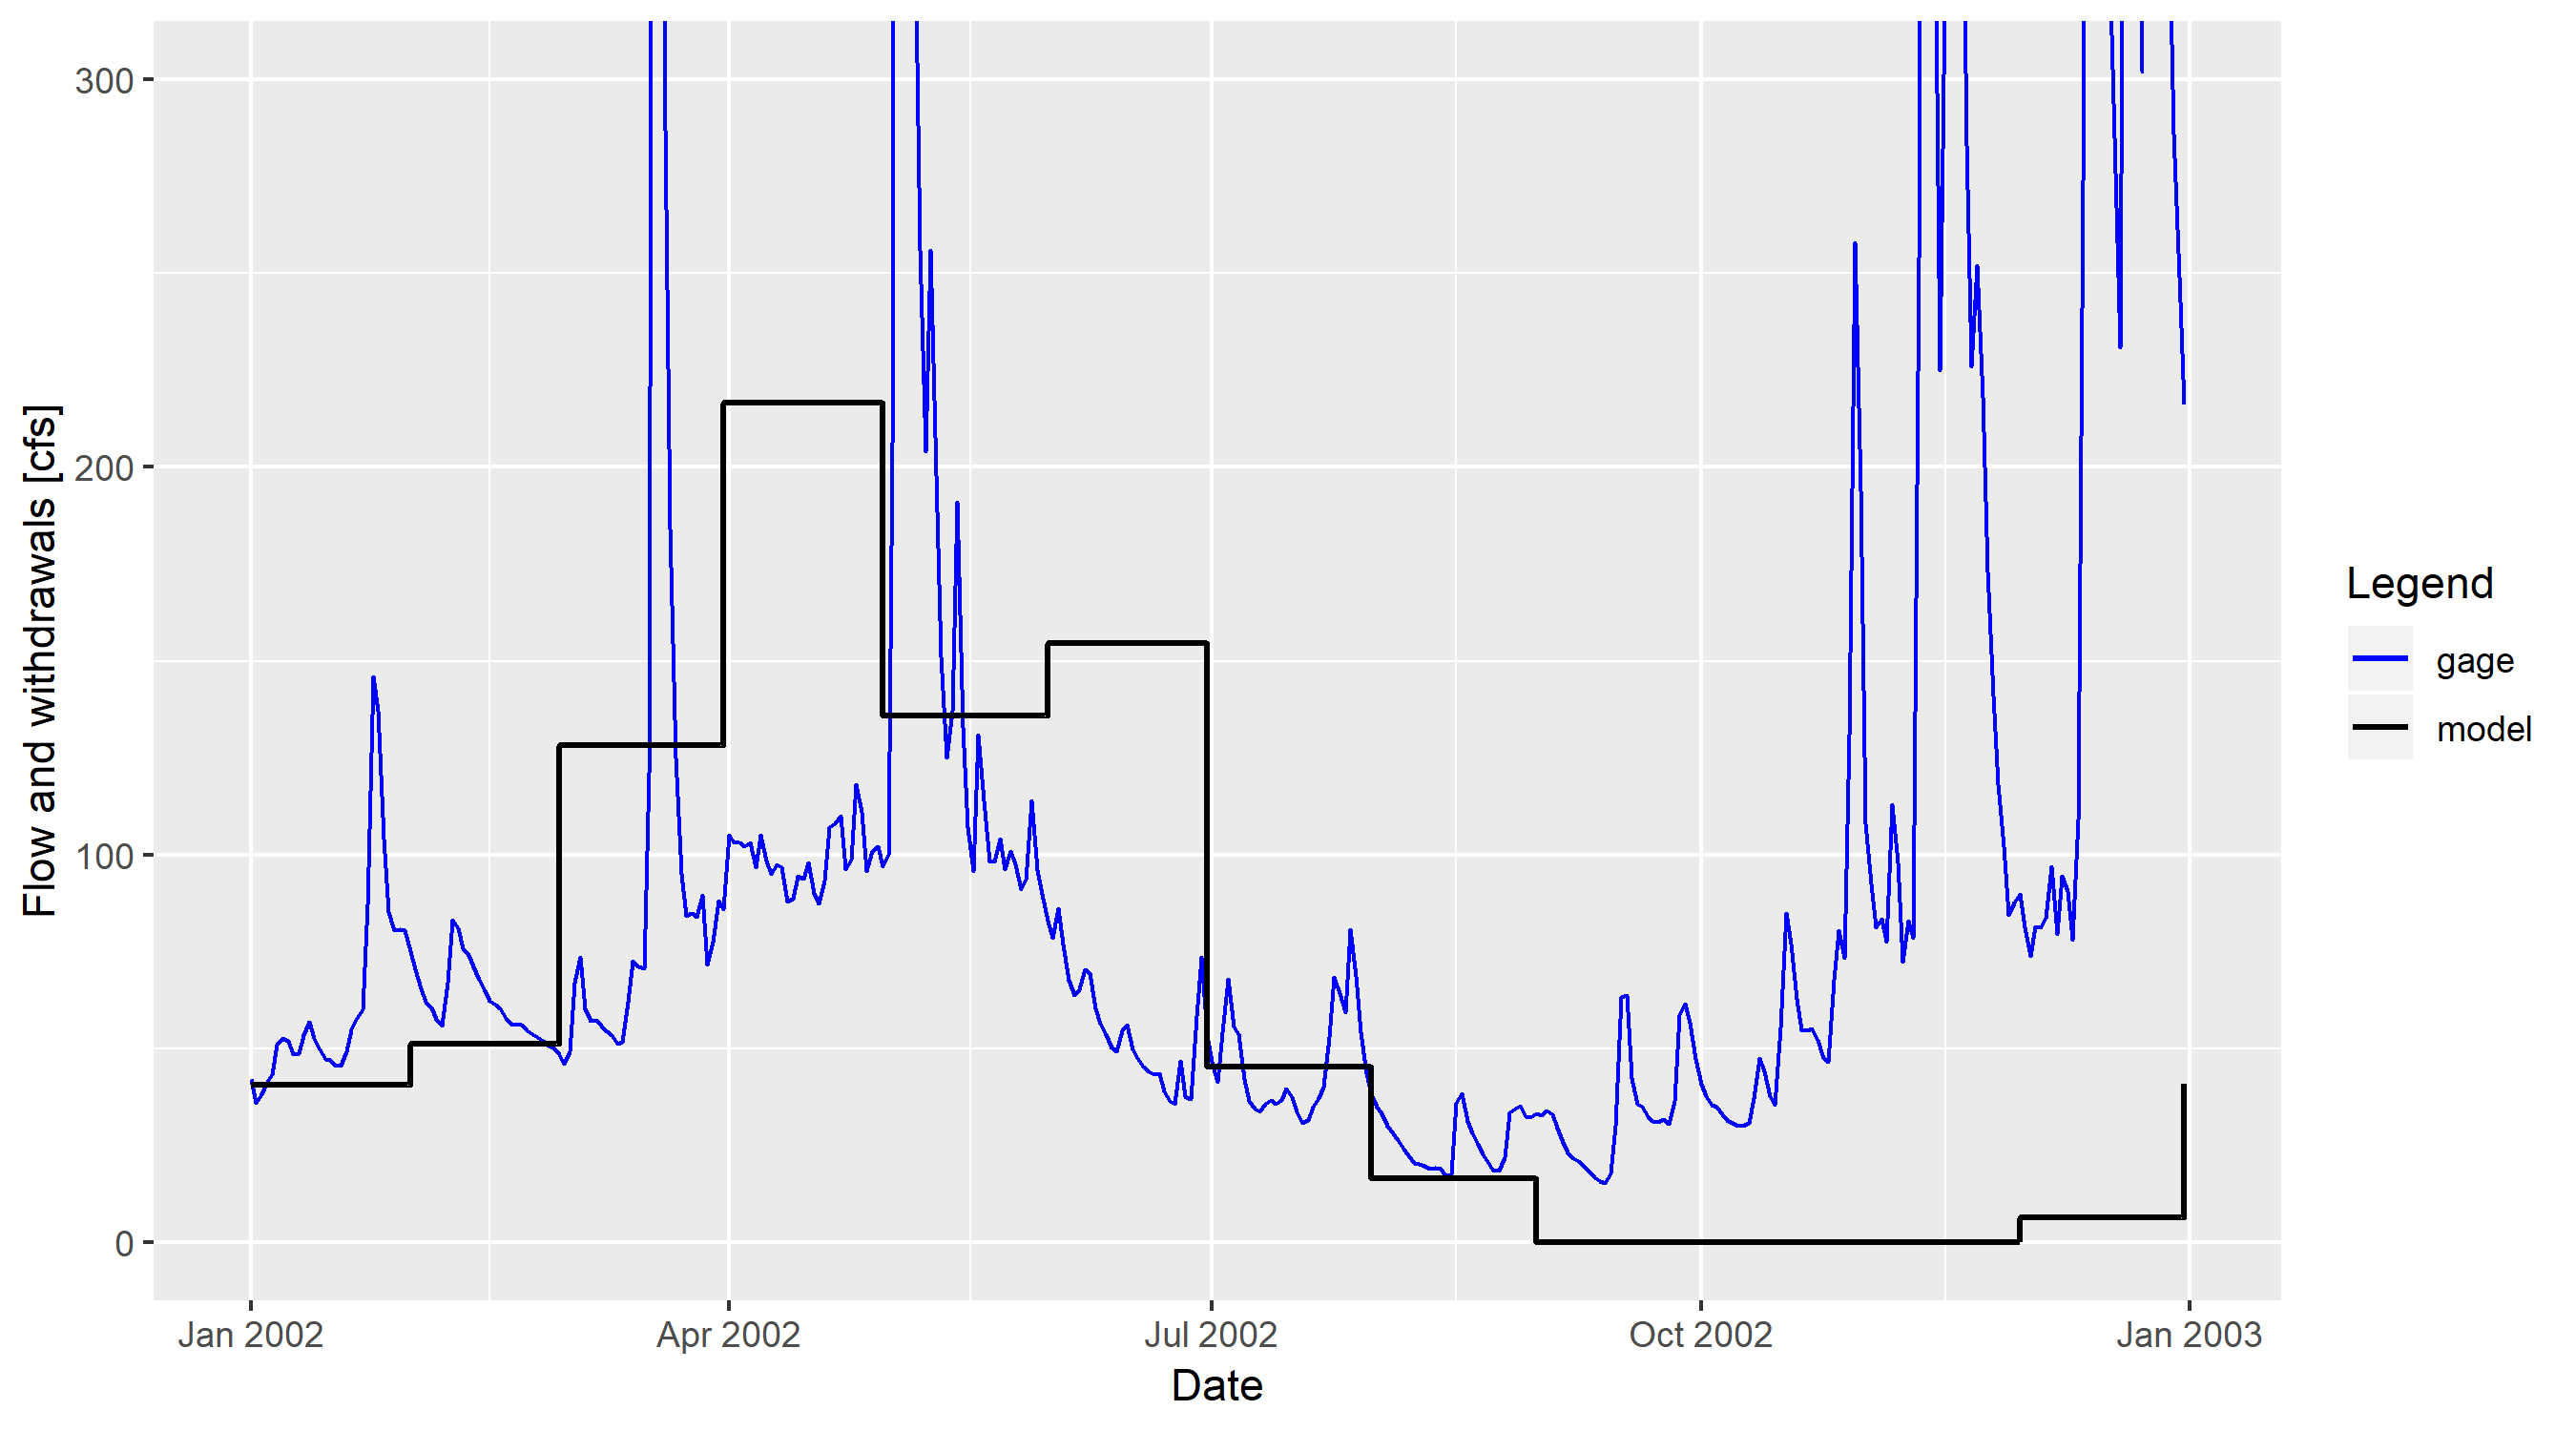 Flow and withdrawals [cfs]
300
200
100
0
Jan 2002
Apr 2002
Jul 2002
Oct 2002
Jan 2003
Date
Legend
gage
model